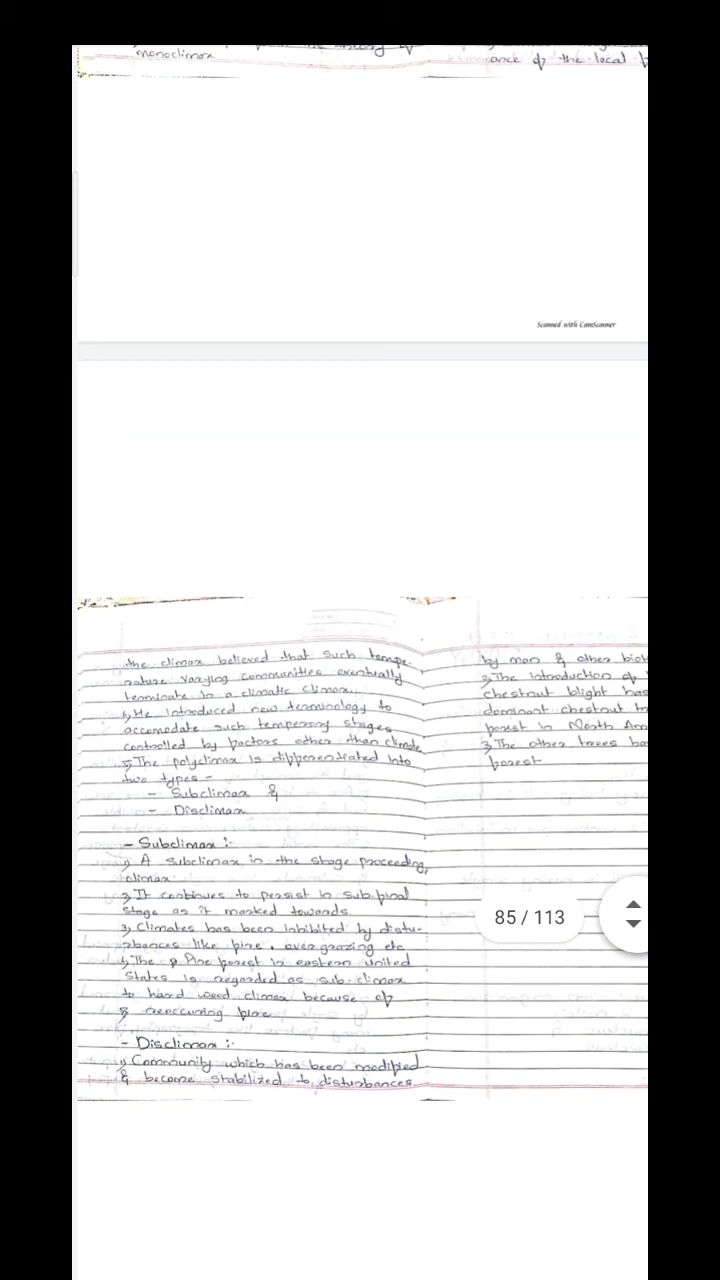 monoclimax
ance of the local
Scanned with CamScanner
the climax believed that such tempe-
rature varying communities eventually
terminate in a climatic climax.
4) He introduced new terminology to
accomodate such temperory stages
controlled by factors other than climate
5) The polyclimax is differentiated into
two types -
- Subclimax &
- Disclimax
- Subclimax :-
1) A subclimax in the stage proceeding
climax.
2) It continues to persist in sub final
stage as it marked towards
3) Climates has been inhibited by distu-
rbances like fire, overgrazing etc
4) The Pine forest in eastern united
States is regarded as sub-climax
to hard wood climax because of
reoccuring fire
- Disclimax :-
1) Community which has been modified
& become stabilized to disturbances
by man & other biot
2) The introduction of
chestnut blight has
dominant chestnut
forest in North Am
3) The other trees ha
forest
85 / 113